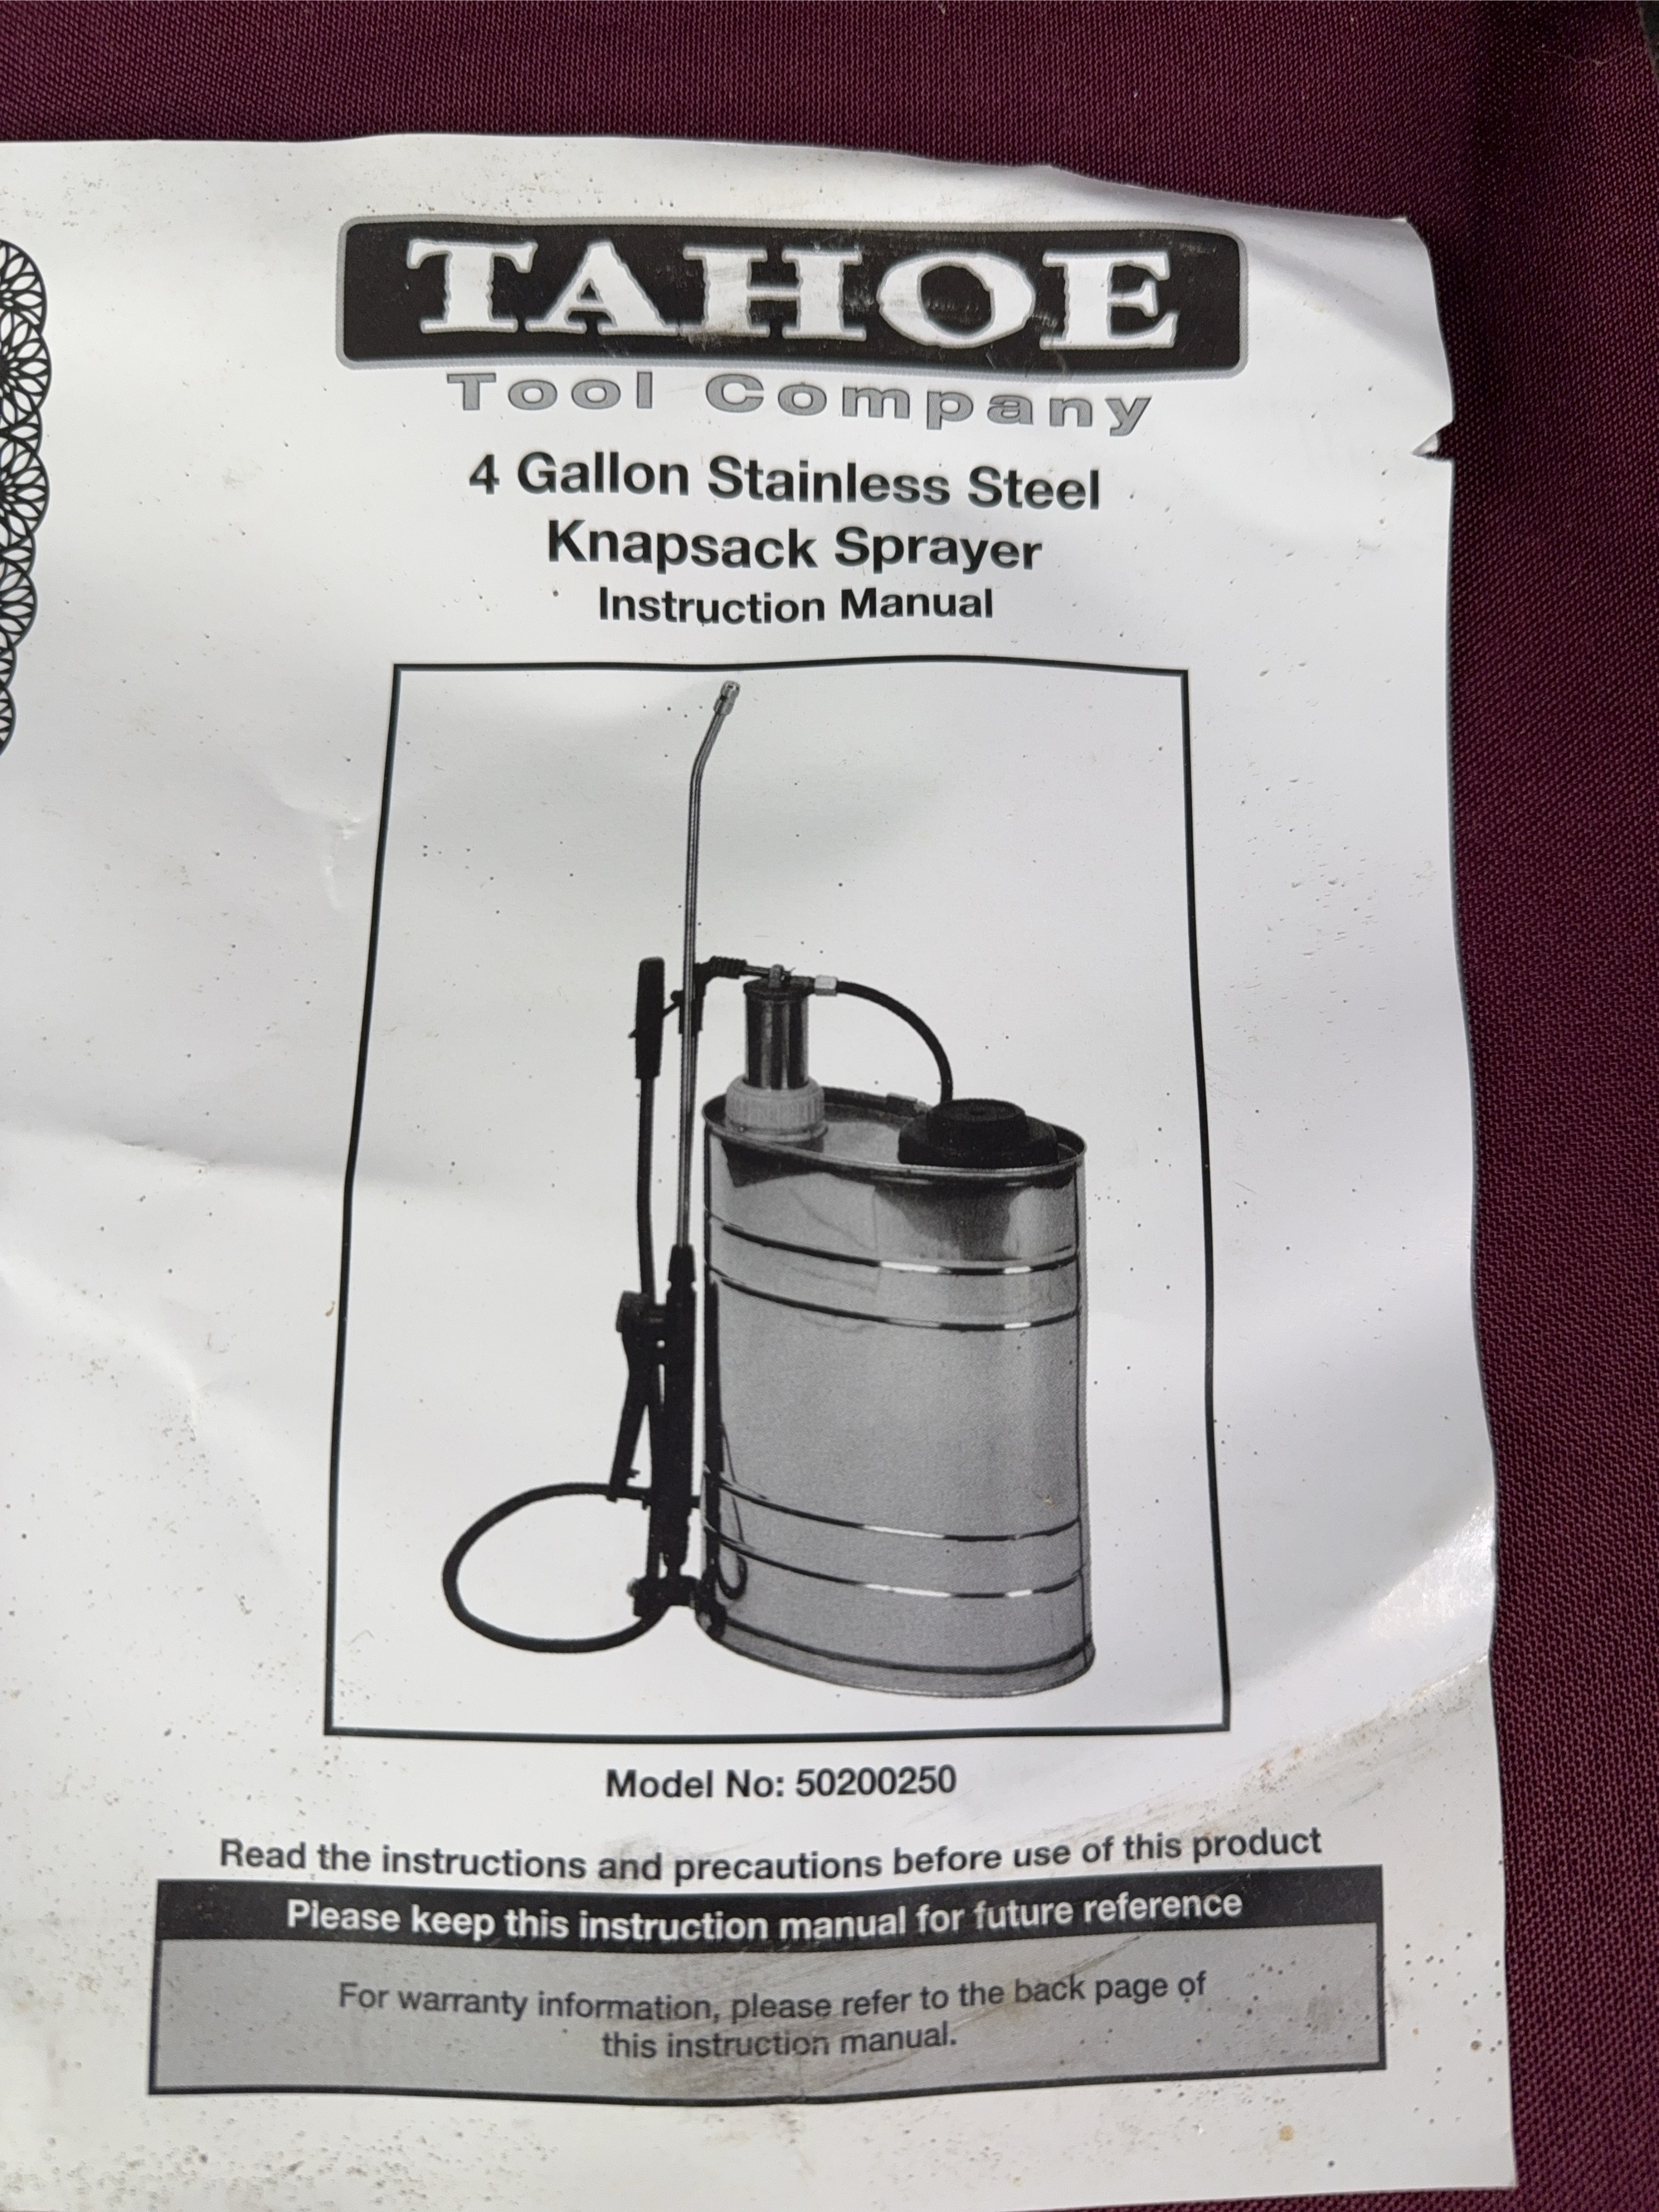 TAHOE
Tool Company
4 Gallon Stainless Steel
Knapsack Sprayer
Instruction Manual
Model No: 50200250
Read the instructions and precautions before use of this product
Please keep this instruction manual for future reference
For warranty information, please refer to the back page of
this instruction manual.